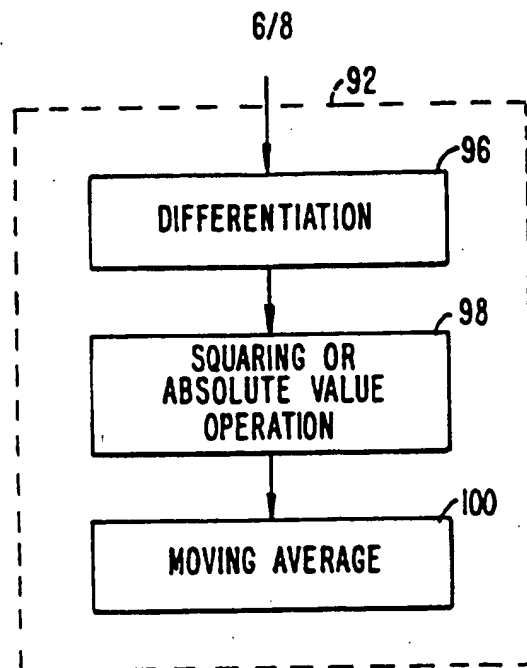 6/8
92
96
DIFFERENTIATION
98
SQUARING OR
ABSOLUTE VALUE
OPERATION
100
MOVING AVERAGE